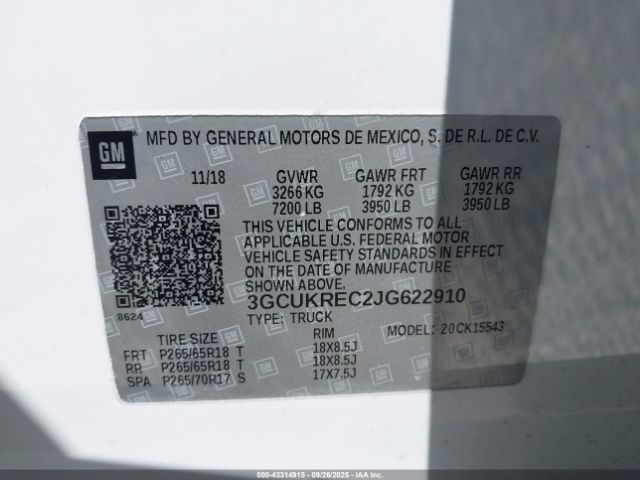 GM
MFD BY GENERAL MOTORS DE MEXICO, S. DE R.L. DE C.V.
11/18 GVWR GAWR FRT GAWR RR
3266 KG 1792 KG 1792 KG
7200 LB 3950 LB 3950 LB
THIS VEHICLE CONFORMS TO ALL
APPLICABLE U.S. FEDERAL MOTOR
VEHICLE SAFETY STANDARDS IN EFFECT
ON THE DATE OF MANUFACTURE
SHOWN ABOVE.
8624
3GCUKREC2JG622910
TYPE: TRUCK MODEL: 20CK15543
TIRE SIZE RIM
FRT P265/65R18 T 18X8.5J
RR P265/65R18 T 18X8.5J
SPA P265/70R17 S 17X7.5J
000-43314915 - 09/26/2025 - IAAI.COM